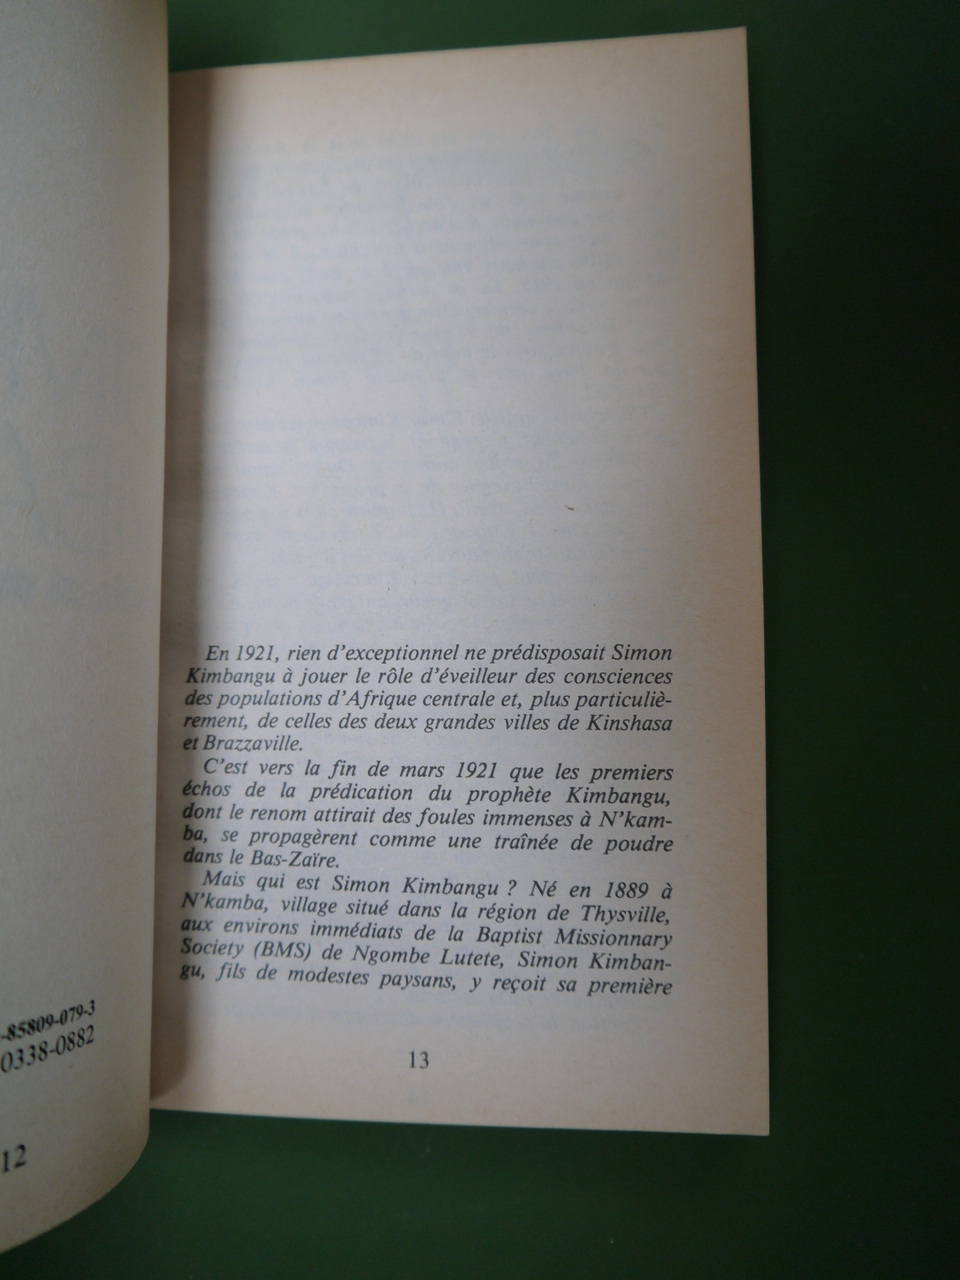 -85809-079-3
0338-0882
12
En 1921, rien d'exceptionnel ne prédisposait Simon
Kimbangu à jouer le rôle d'éveilleur des consciences
des populations d'Afrique centrale et, plus particuliè-
rement, de celles des deux grandes villes de Kinshasa
et Brazzaville.
C'est vers la fin de mars 1921 que les premiers
échos de la prédication du prophète Kimbangu,
dont le renom attirait des foules immenses à N'kam-
ba, se propagèrent comme une traînée de poudre
dans le Bas-Zaïre.
Mais qui est Simon Kimbangu ? Né en 1889 à
N'kamba, village situé dans la région de Thysville,
aux environs immédiats de la Baptist Missionnary
Society (BMS) de Ngombe Lutete, Simon Kimban-
gu, fils de modestes paysans, y reçoit sa première
13